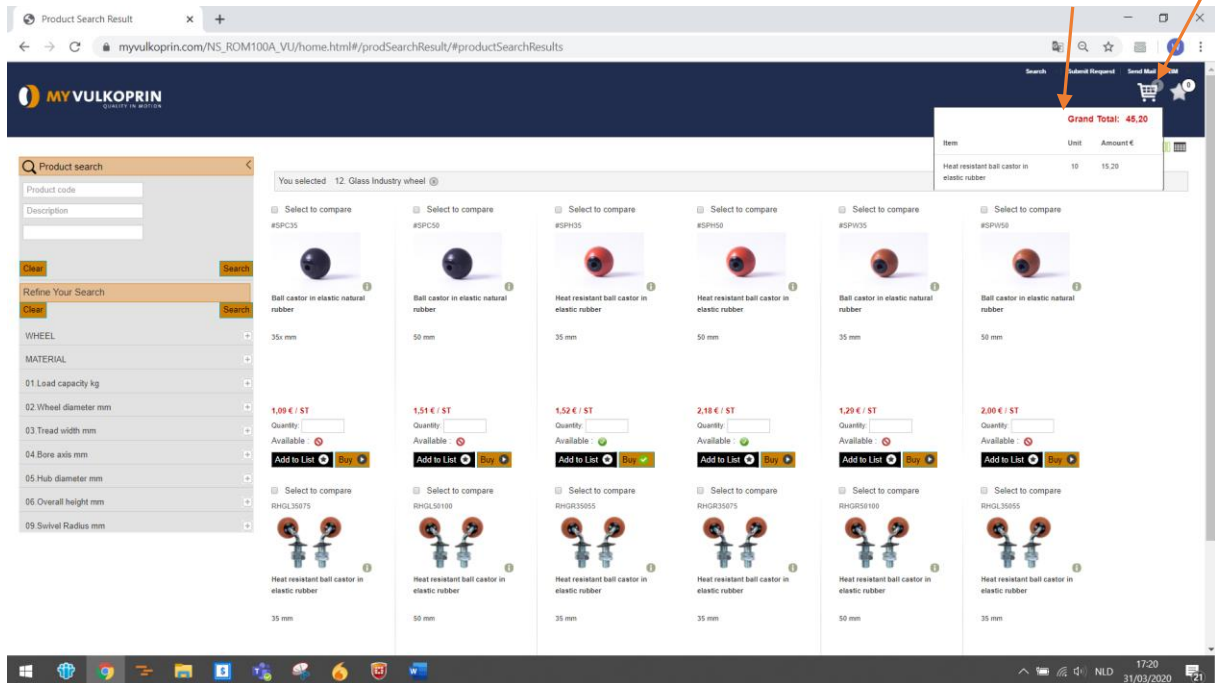 Product Search Result
myvulkoprin.com/NS_ROM100A_VU/home.html#/prodSearchResult/#productSearchResults
Search Submit Request Send Mail
MYVULKOPRIN
QUALITY IN MOTION
0
Grand Total: 45,20
Item Unit Amount €
Heat resistant ball castor in elastic rubber 10 15,20
Product search
Product code
Description
Clear Search
Refine Your Search
Clear Search
WHEEL
MATERIAL
01.Load capacity kg
02.Wheel diameter mm
03.Tread width mm
04.Bore axis mm
05.Hub diameter mm
06.Overall height mm
09.Swivel Radius mm
You selected 12. Glass Industry wheel
Select to compare Select to compare Select to compare Select to compare Select to compare Select to compare
#SPC35 #SPC50 #SPH35 #SPH50 #SPW35 #SPW50
Ball castor in elastic natural Ball castor in elastic natural Heat resistant ball castor in Heat resistant ball castor in Ball castor in elastic natural Ball castor in elastic natural
rubber rubber elastic rubber elastic rubber rubber rubber
35x mm 50 mm 35 mm 50 mm 35 mm 50 mm
1,09 € / ST 1,51 € / ST 1,52 € / ST 2,18 € / ST 1,29 € / ST 2,00 € / ST
Quantity: Quantity: Quantity: Quantity: Quantity: Quantity:
Available : Available : Available : Available : Available : Available :
Add to List Buy Add to List Buy Add to List Buy Add to List Buy Add to List Buy Add to List Buy
Select to compare Select to compare Select to compare Select to compare Select to compare Select to compare
RHGL35075 RHGL50100 RHGR35055 RHGR35075 RHGR50100 RHGL35055
Heat resistant ball castor in Heat resistant ball castor in Heat resistant ball castor in Heat resistant ball castor in Heat resistant ball castor in Heat resistant ball castor in
elastic rubber elastic rubber elastic rubber elastic rubber elastic rubber elastic rubber
35 mm 50 mm 35 mm 35 mm 50 mm 35 mm
NLD 17:20
31/03/2020
21